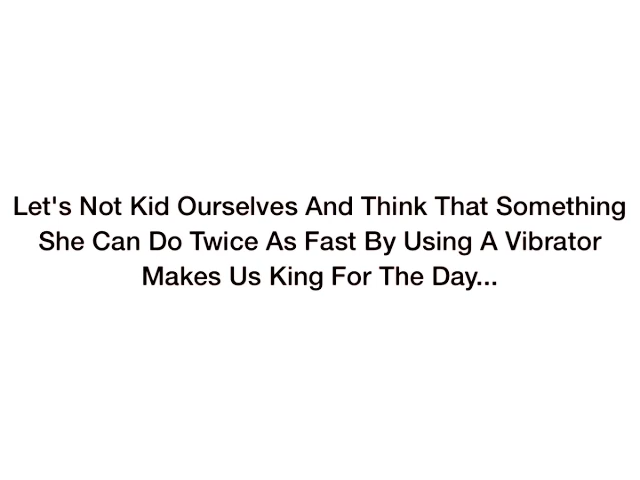 Let's Not Kid Ourselves And Think That Something
She Can Do Twice As Fast By Using A Vibrator
Makes Us King For The Day...